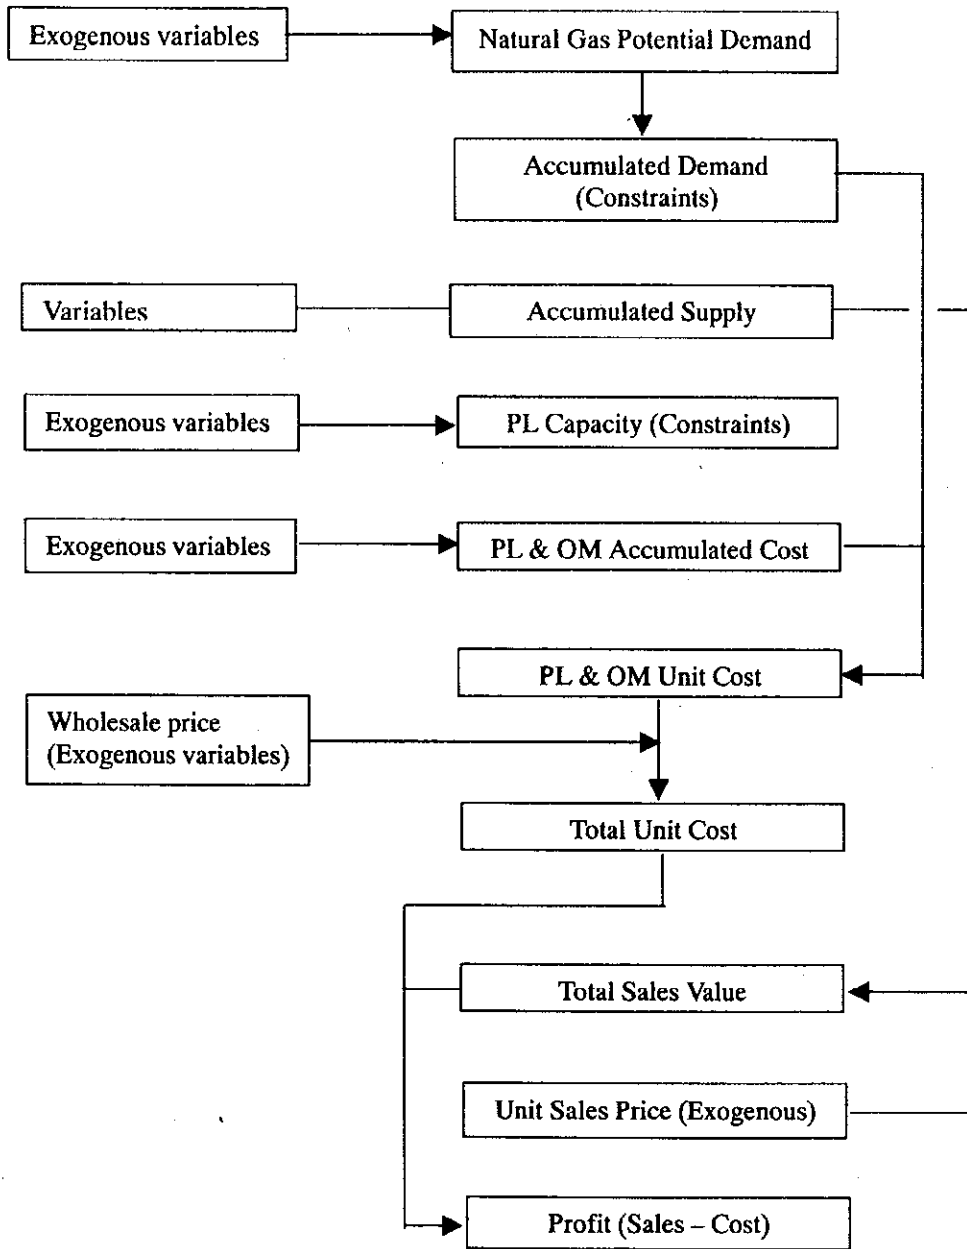 Exogenous variables
Natural Gas Potential Demand
Accumulated Demand
(Constraints)
Variables
Accumulated Supply
Exogenous variables
PL Capacity (Constraints)
Exogenous variables
PL & OM Accumulated Cost
PL & OM Unit Cost
Wholesale price
(Exogenous variables)
Total Unit Cost
Total Sales Value
Unit Sales Price (Exogenous)
Profit (Sales – Cost)